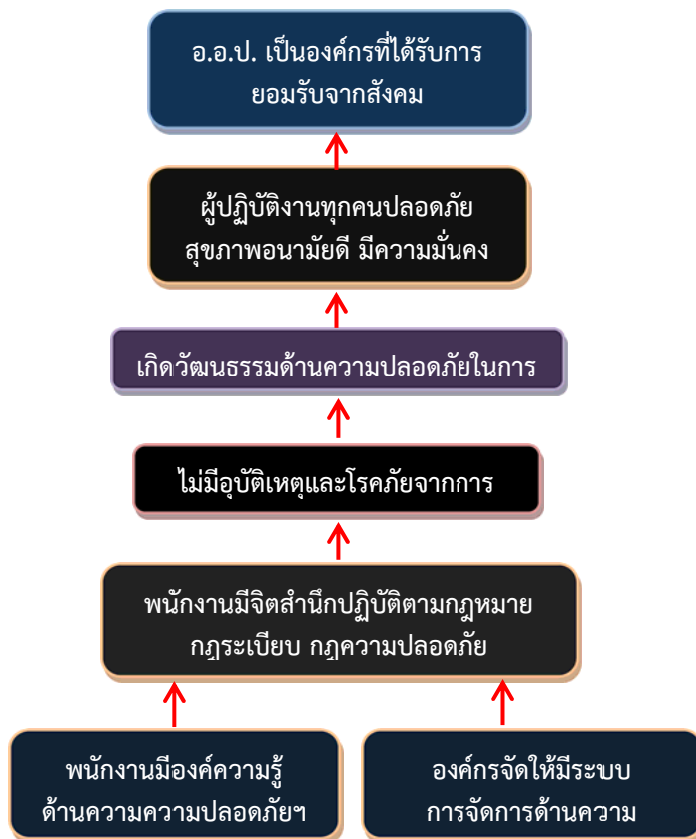 อ.อ.ป. เป็นองค์กรที่ได้รับการ
ยอมรับจากสังคม
ผู้ปฏิบัติงานทุกคนปลอดภัย
สุขภาพอนามัยดี มีความมั่นคง
เกิดวัฒนธรรมด้านความปลอดภัยในการ
ไม่มีอุบัติเหตุและโรคภัยจากการ
พนักงานมีจิตสำนึกปฏิบัติตามกฎหมาย
กฎระเบียบ กฎความปลอดภัย
พนักงานมีองค์ความรู้
ด้านความความปลอดภัยฯ
องค์กรจัดให้มีระบบ
การจัดการด้านความ